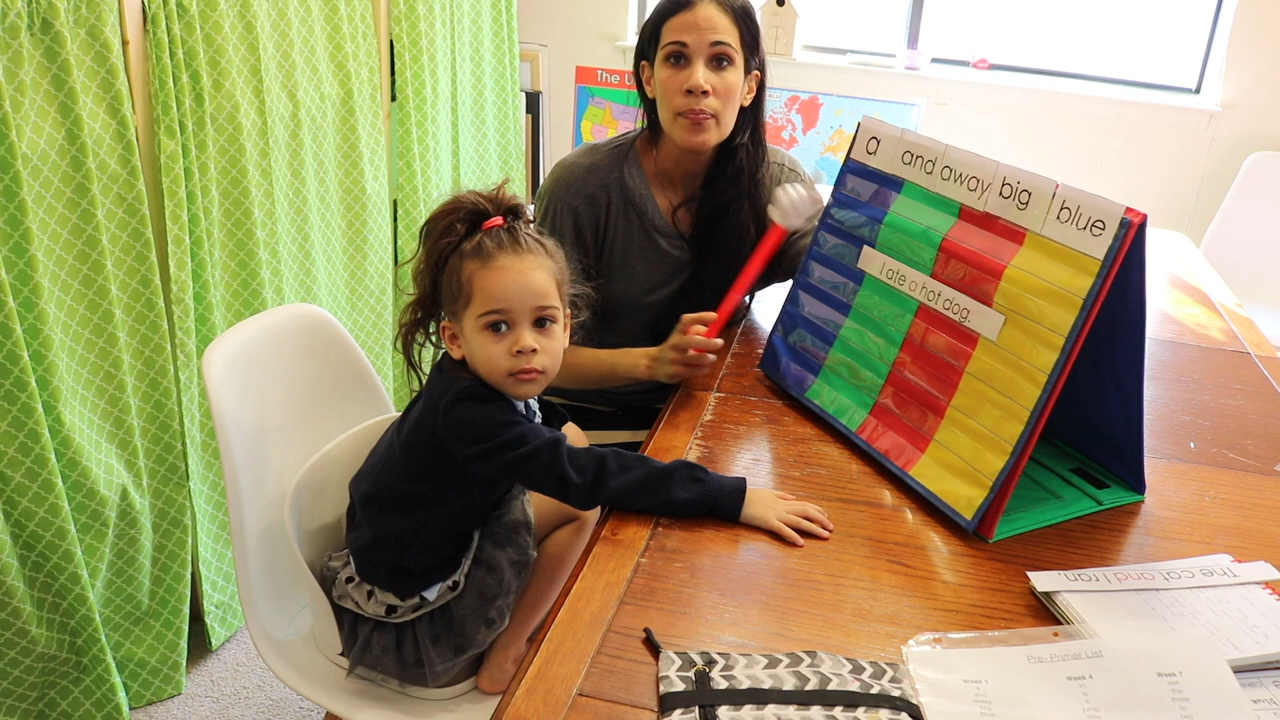 The U
a
and
away
big
blue
I ate a hot dog.
The cat and I ran.
Pre-Primer List
Week 1
Week 4
Week 7